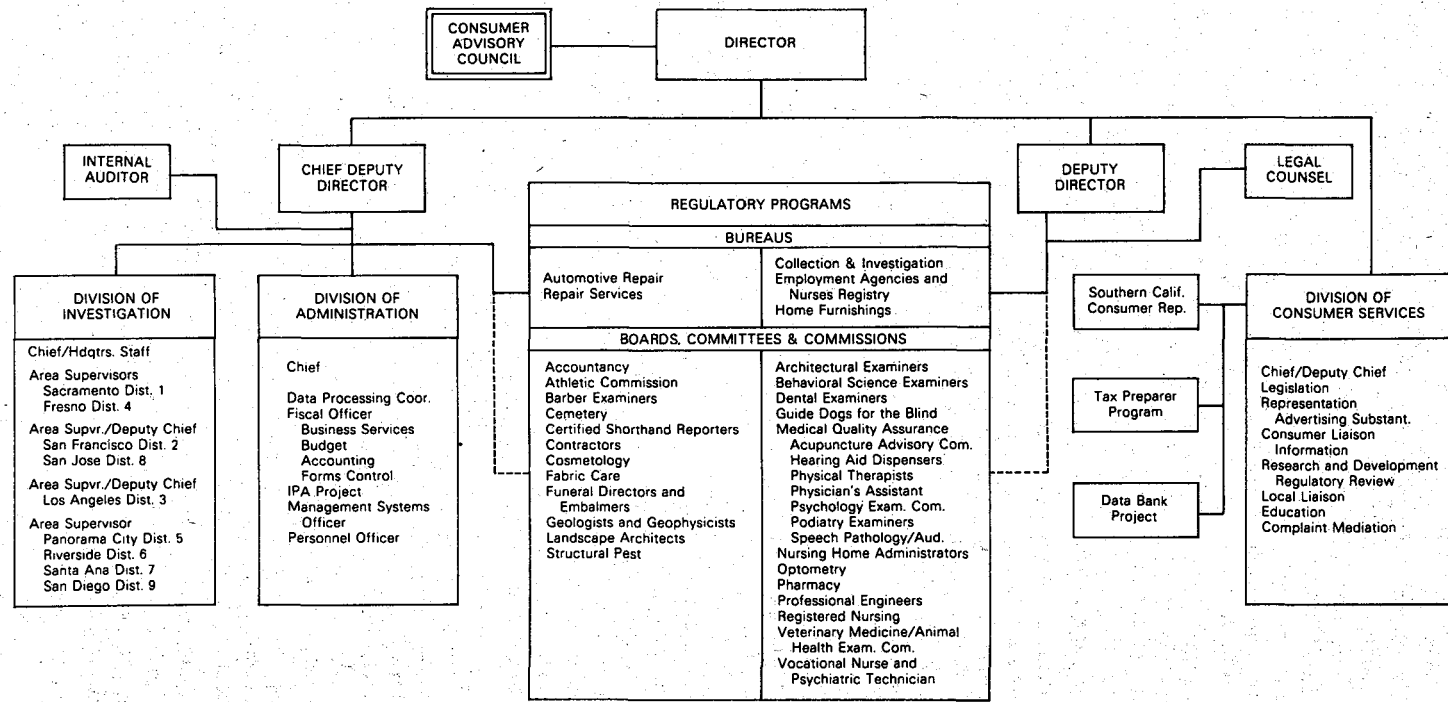 CONSUMER
ADVISORY
COUNCIL
DIRECTOR
INTERNAL
AUDITOR
CHIEF DEPUTY
DIRECTOR
DEPUTY
DIRECTOR
LEGAL
COUNSEL
REGULATORY PROGRAMS
BUREAUS
Automotive Repair
Repair Services
Collection & Investigation
Employment Agencies and
Nurses Registry
Home Furnishings
BOARDS, COMMITTEES & COMMISSIONS
Accountancy
Athletic Commission
Barber Examiners
Cemetery
Certified Shorthand Reporters
Contractors
Cosmetology
Fabric Care
Funeral Directors and
Embalmers
Geologists and Geophysicists
Landscape Architects
Structural Pest
Architectural Examiners
Behavioral Science Examiners
Dental Examiners
Guide Dogs for the Blind
Medical Quality Assurance
Acupuncture Advisory Com.
Hearing Aid Dispensers
Physical Therapists
Physician's Assistant
Psychology Exam. Com.
Podiatry Examiners
Speech Pathology/Aud.
Nursing Home Administrators
Optometry
Pharmacy
Professional Engineers
Registered Nursing
Veterinary Medicine/Animal
Health Exam. Com.
Vocational Nurse and
Psychiatric Technician
DIVISION OF
INVESTIGATION
Chief/Hdqtrs. Staff
Area Supervisors
Sacramento Dist. 1
Fresno Dist. 4
Area Supvr./Deputy Chief
San Francisco Dist. 2
San Jose Dist. 8
Area Supvr./Deputy Chief
Los Angeles Dist. 3
Area Supervisor
Panorama City Dist. 5
Riverside Dist. 6
Santa Ana Dist. 7
San Diego Dist. 9
DIVISION OF
ADMINISTRATION
Chief
Data Processing Coor.
Fiscal Officer
Business Services
Budget
Accounting
Forms Control
IPA Project
Management Systems
Officer
Personnel Officer
Southern Calif.
Consumer Rep.
Tax Preparer
Program
Data Bank
Project
DIVISION OF
CONSUMER SERVICES
Chief/Deputy Chief
Legislation
Representation
Advertising Substant.
Consumer Liaison
Information
Research and Development
Regulatory Review
Local Liaison
Education
Complaint Mediation